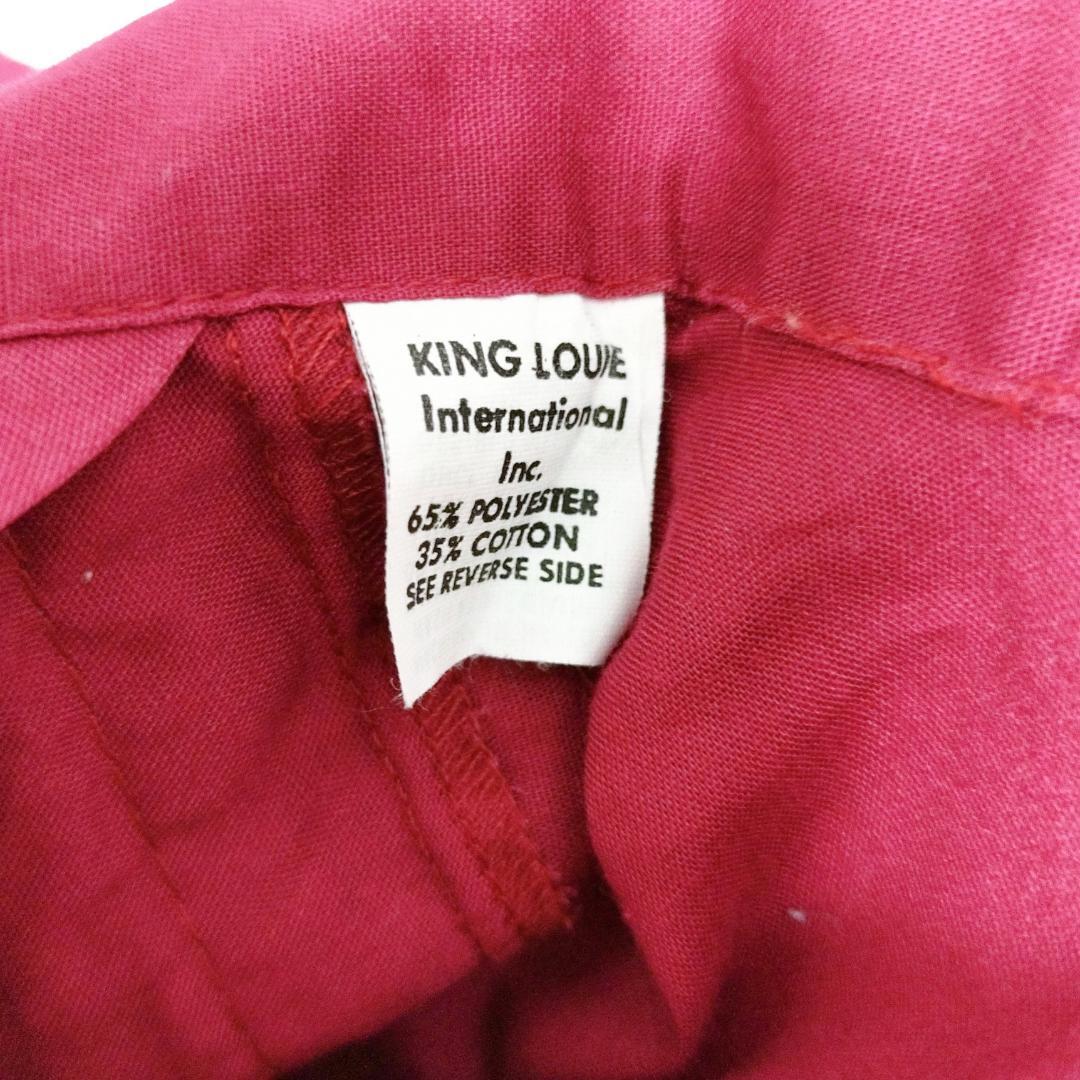 KING LOUIE
International
Inc.
65% POLYESTER
35% COTTON
SEE REVERSE SIDE